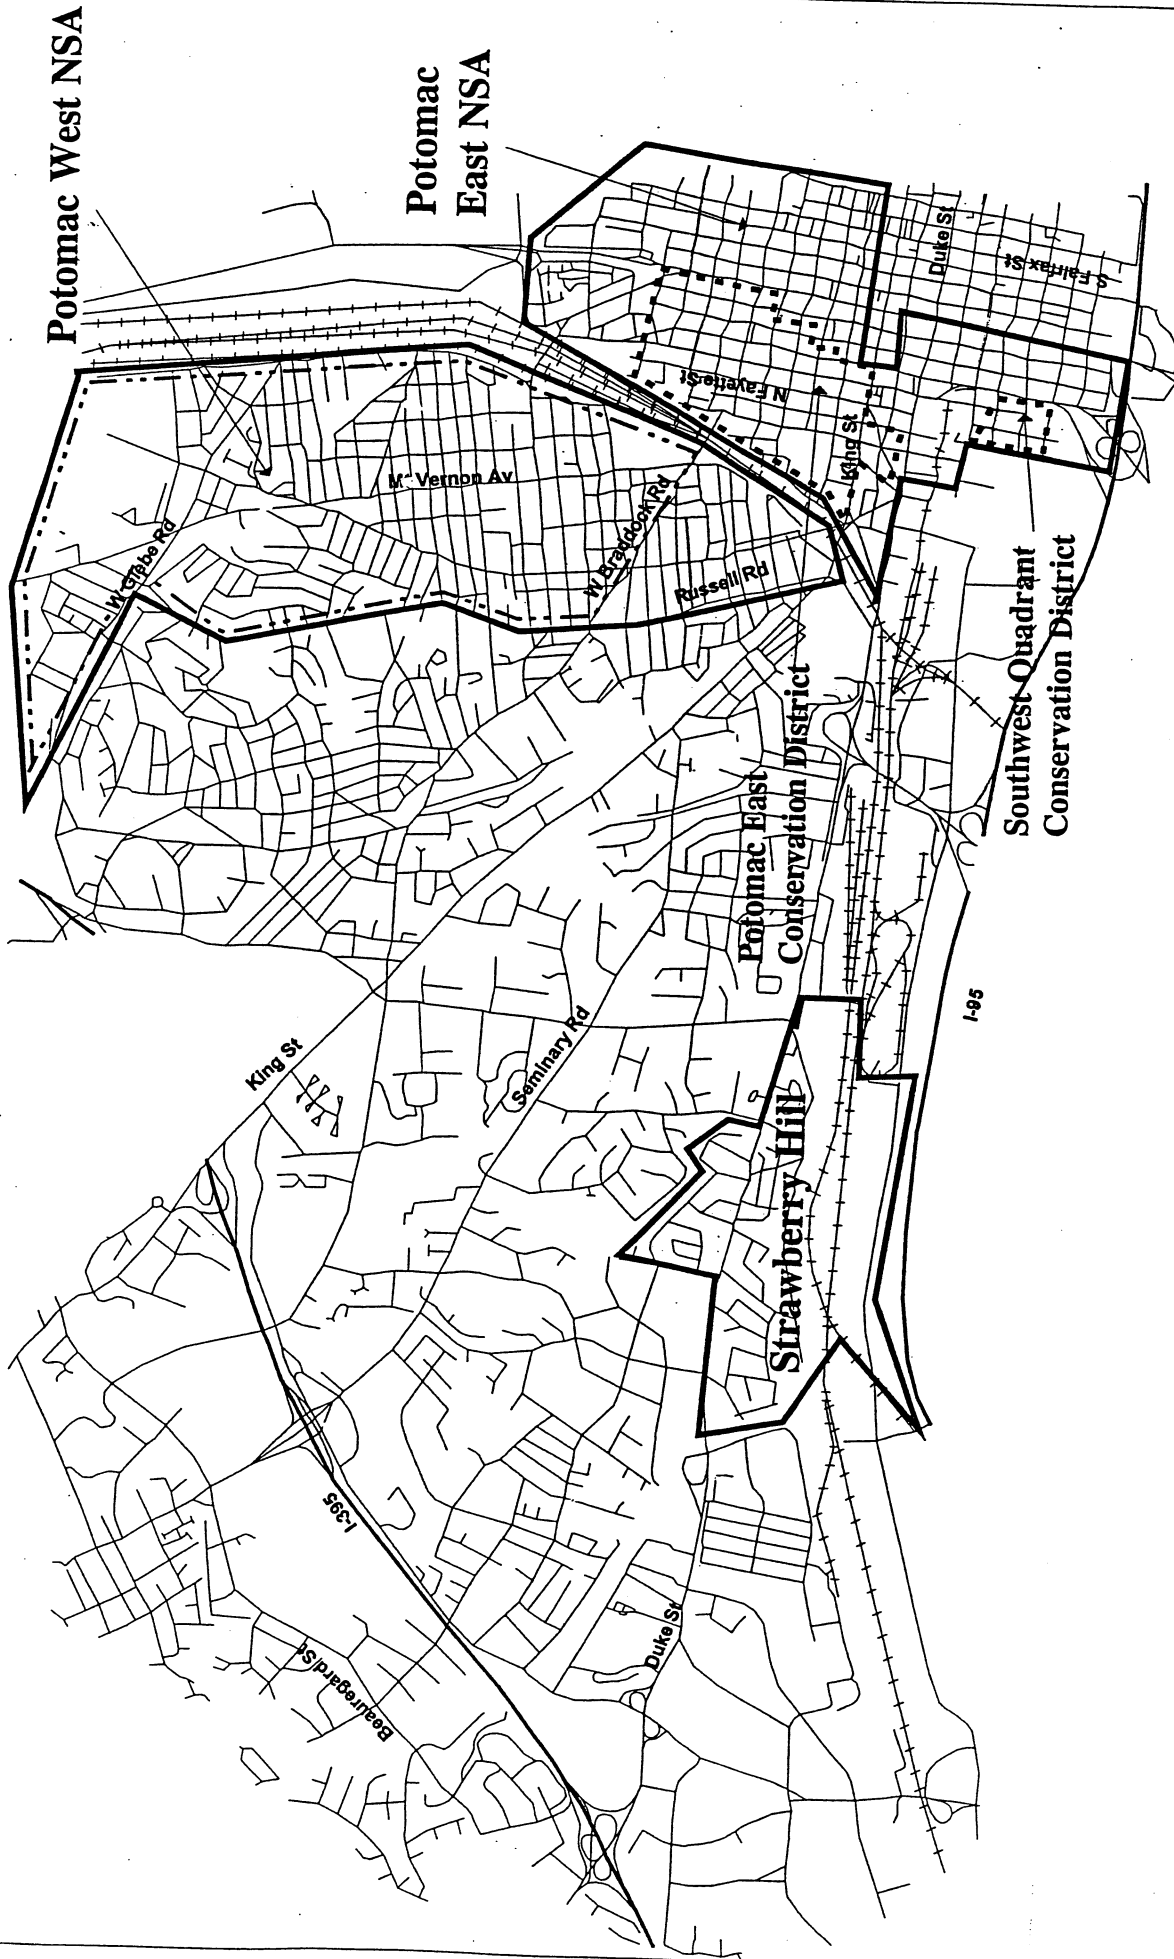 Potomac West NSA
Potomac
East NSA
W Glebe Rd
Mt Vernon Av
W Braddock Rd
Russell Rd
N Fayette St
King St
Duke St
S Fairfax St
Southwest Quadrant
Conservation District
Potomac East
Conservation District
King St
Seminary Rd
Strawberry Hill
I-95
I-395
Beauregard St
Duke St